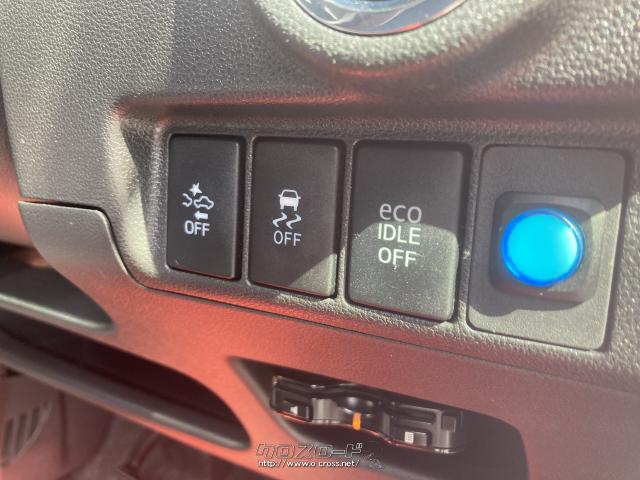 OFF
OFF
eco
IDLE
OFF
クロスロード
http://www.o-cross.net/